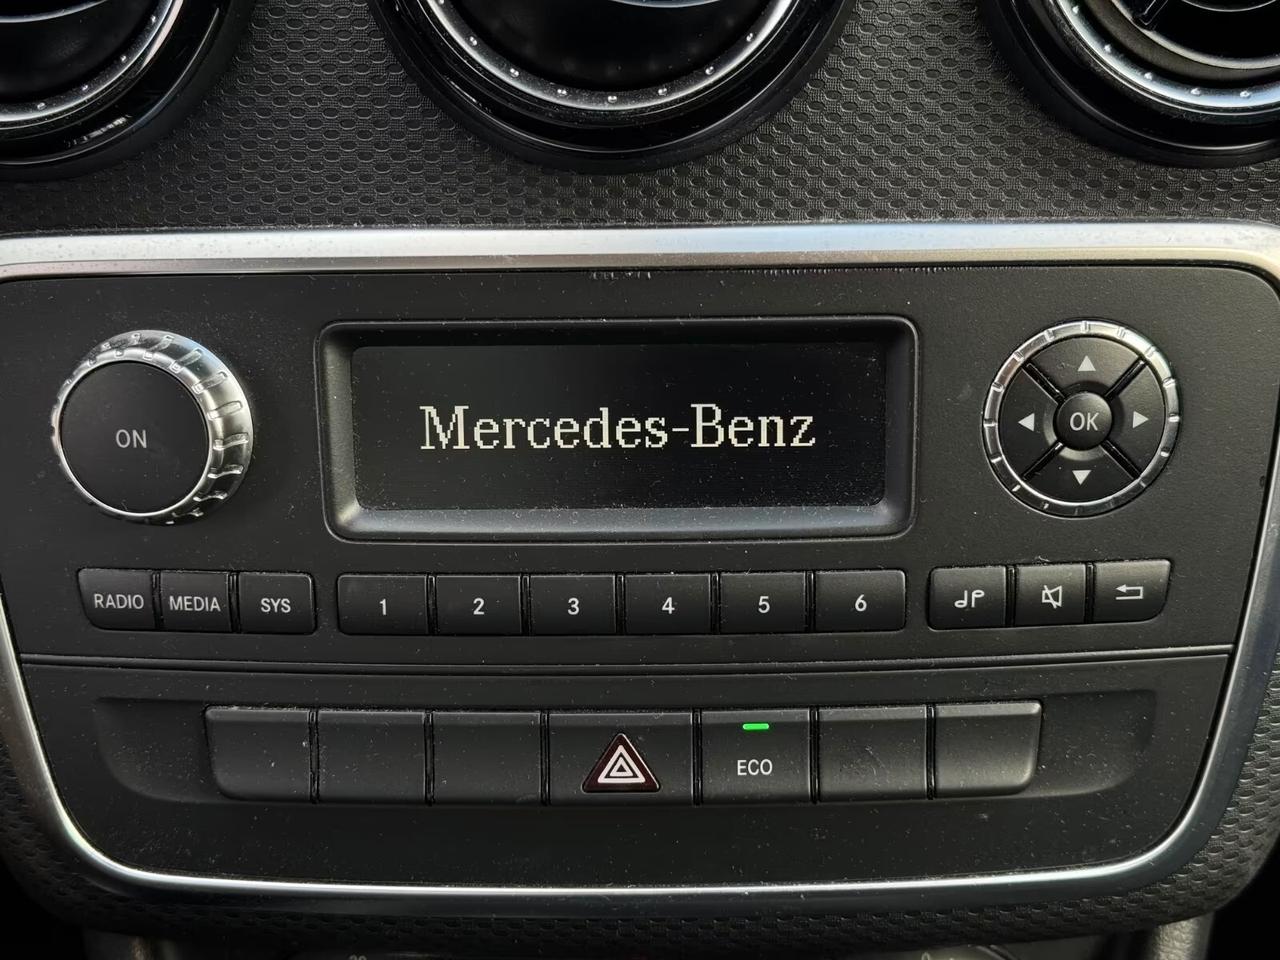 Mercedes-Benz
ON
OK
RADIO MEDIA SYS 1 2 3 4 5 6
ECO